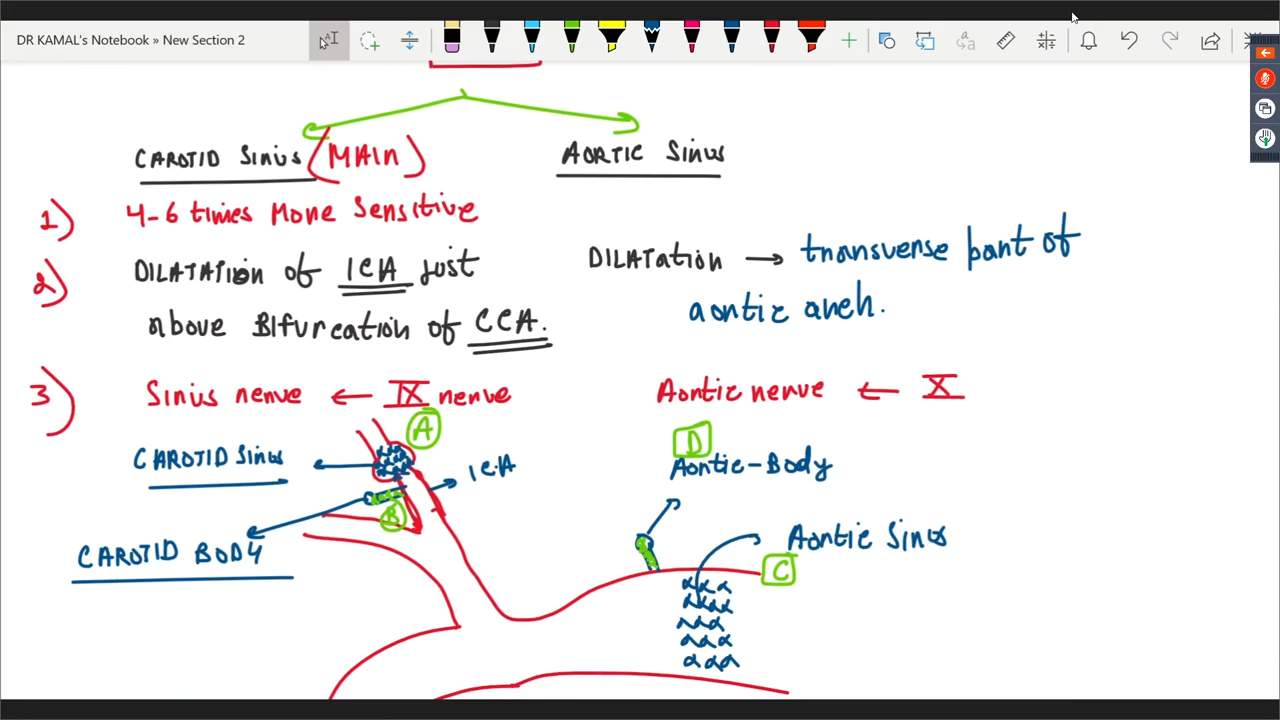 DR KAMAL's Notebook » New Section 2
CAROTID Sinus (MAIN)
AORTIC Sinus
1) 4-6 times More Sensitive
2) DILATATion of ICA Just
above Bifurcation of CCA.
DILATation → transverse part of
aortic arch.
3) Sinus nerve ← IX nerve
Aortic nerve ← X
A
CAROTID Sinus
ICA
B
CAROTID BODY
D
Aortic-Body
Aortic Sinus
C